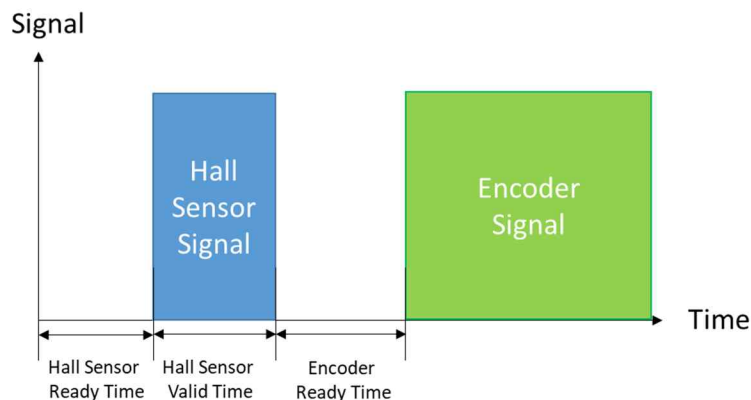 Signal
Hall
Sensor
Signal
Encoder
Signal
Time
Hall Sensor
Ready Time
Hall Sensor
Valid Time
Encoder
Ready Time